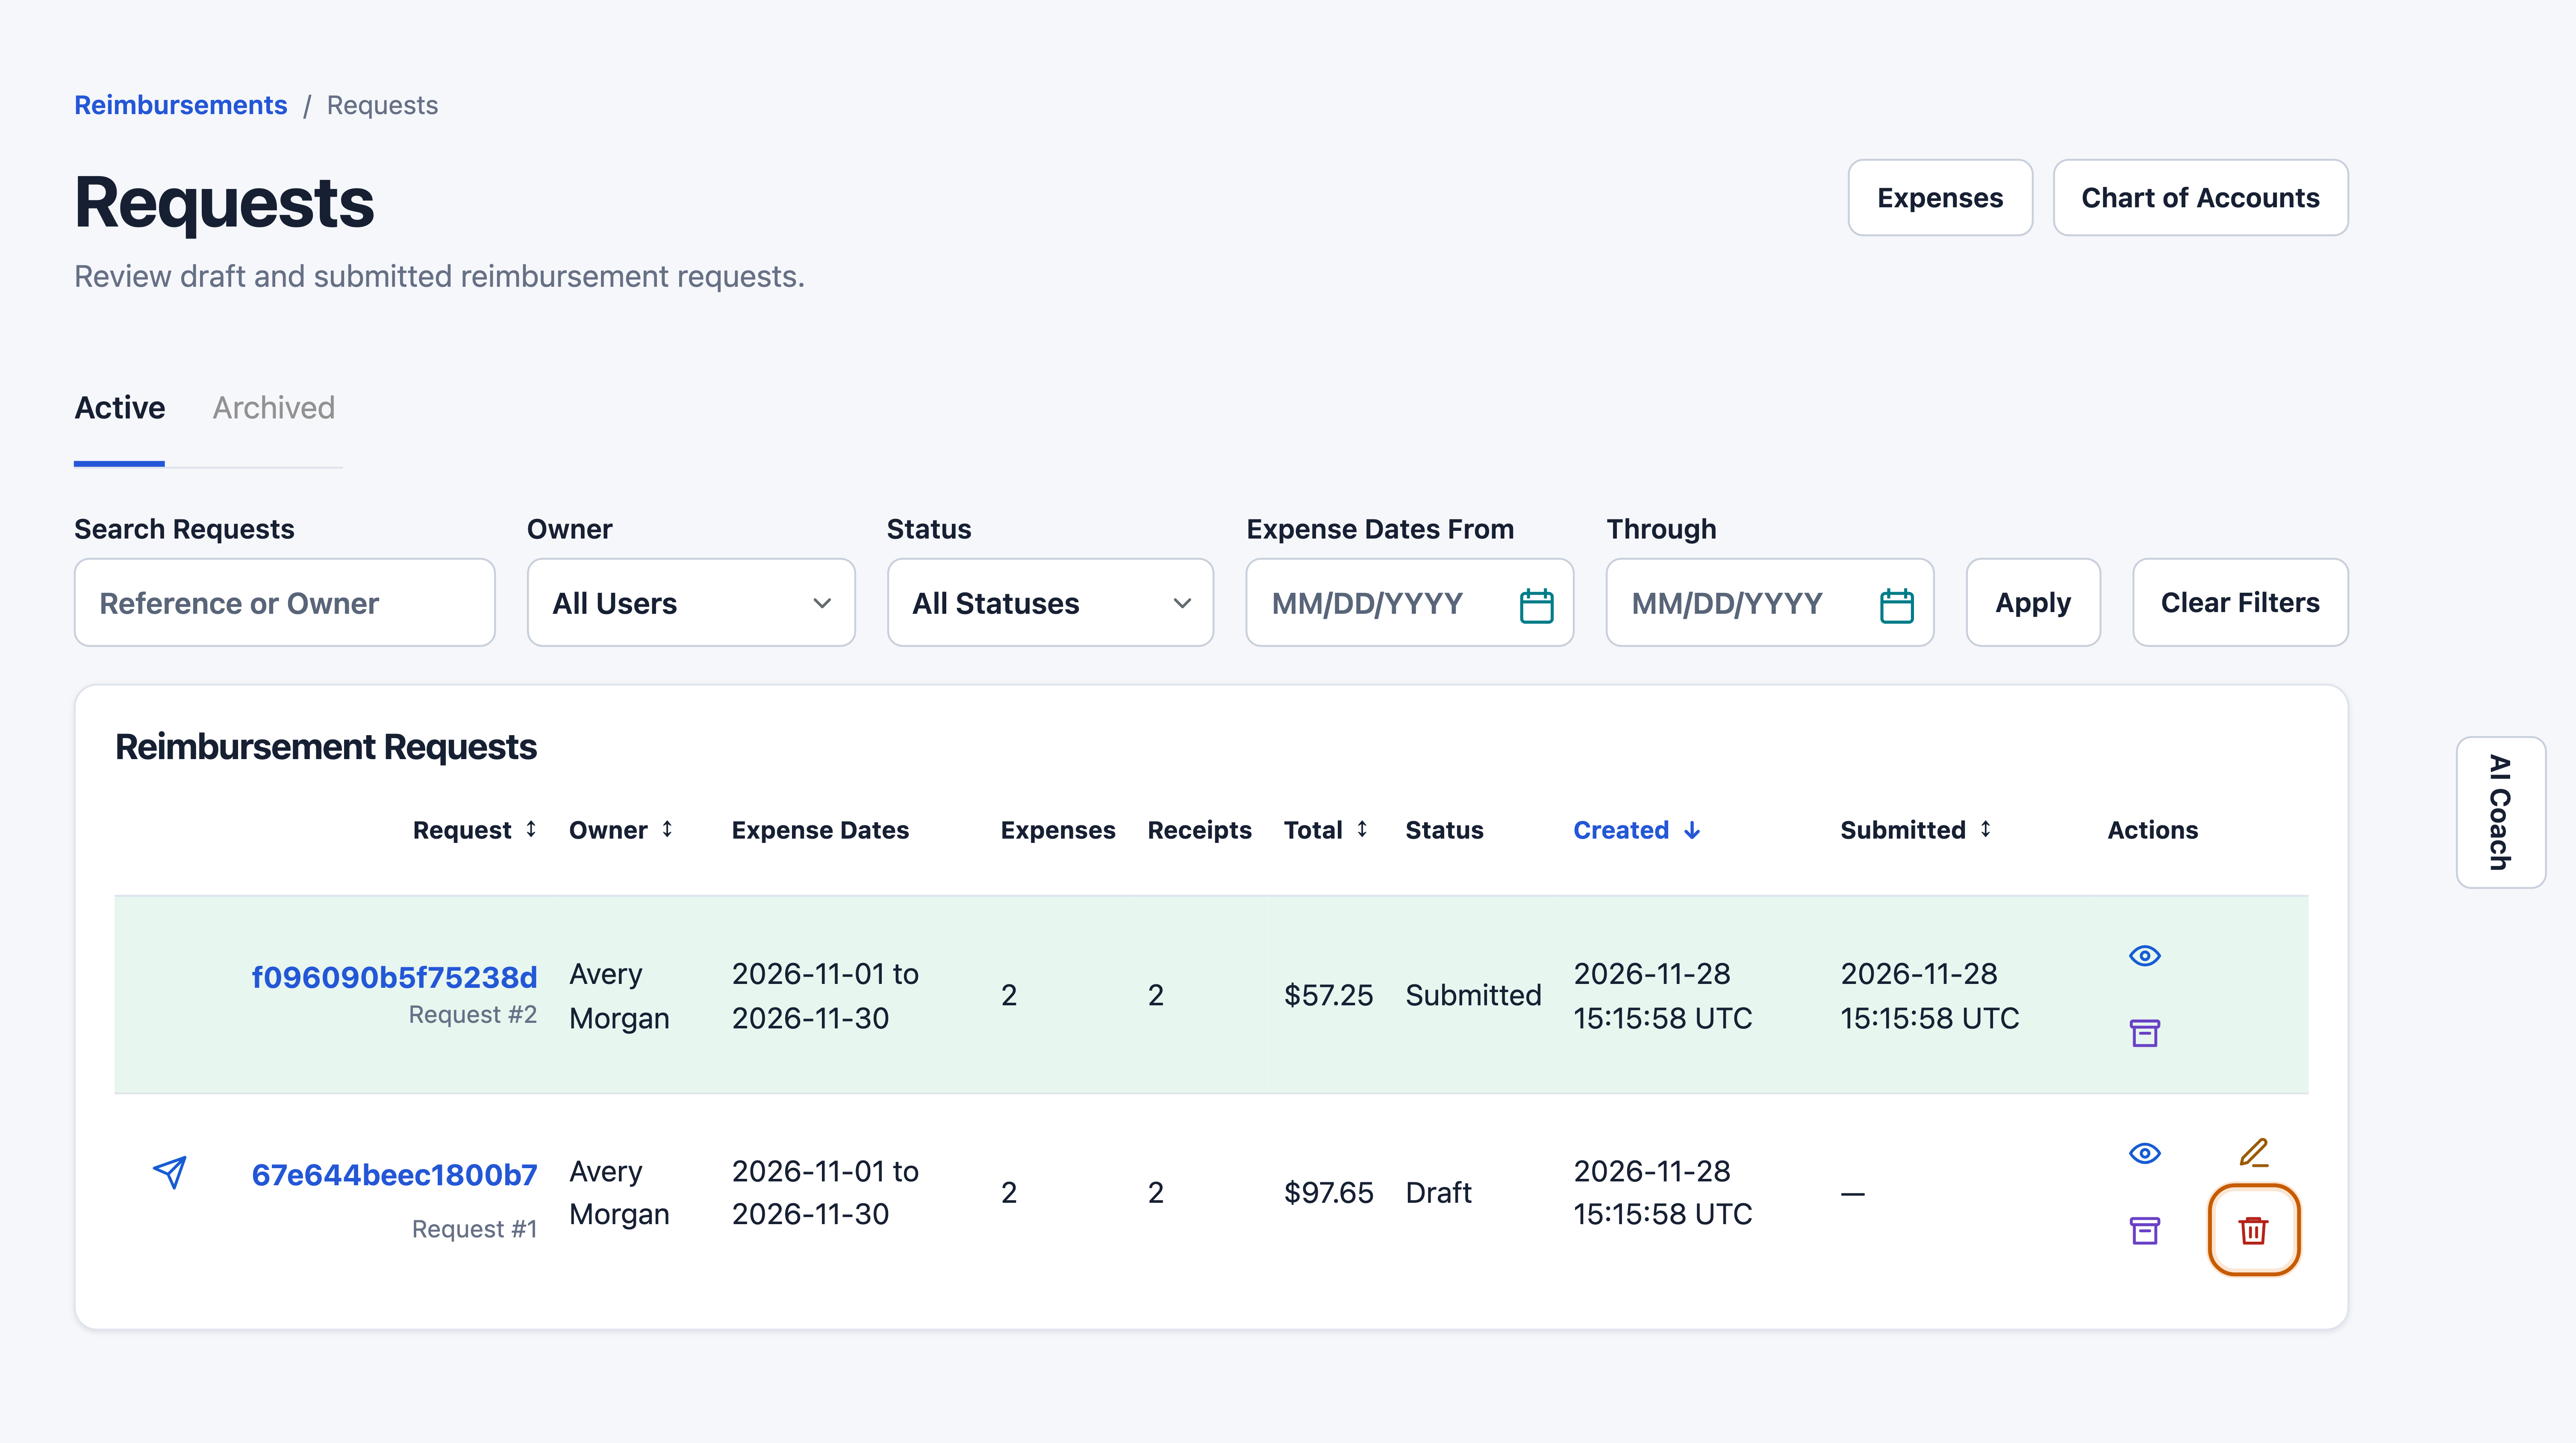 Reimbursements / Requests
Requests
Expenses
Chart of Accounts
Review draft and submitted reimbursement requests.
Active
Archived
Search Requests
Owner
Status
Expense Dates From
Through
Reference or Owner
All Users
All Statuses
MM/DD/YYYY
MM/DD/YYYY
Apply
Clear Filters
Reimbursement Requests
Request Owner Expense Dates Expenses Receipts Total Status Created Submitted Actions
f096090b5f75238d
Request #2
Avery
Morgan
2026-11-01 to
2026-11-30
2
2
$57.25
Submitted
2026-11-28
15:15:58 UTC
2026-11-28
15:15:58 UTC
67e644beec1800b7
Request #1
Avery
Morgan
2026-11-01 to
2026-11-30
2
2
$97.65
Draft
2026-11-28
15:15:58 UTC
—
AI Coach